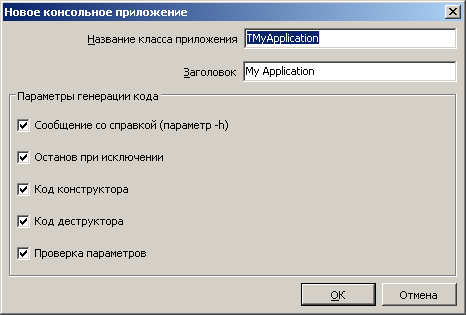 Новое консольное приложение
Название класса приложения TMyApplication
Заголовок My Application
Параметры генерации кода
Сообщение со справкой (параметр -h)
Останов при исключении
Код конструктора
Код деструктора
Проверка параметров
OK Отмена